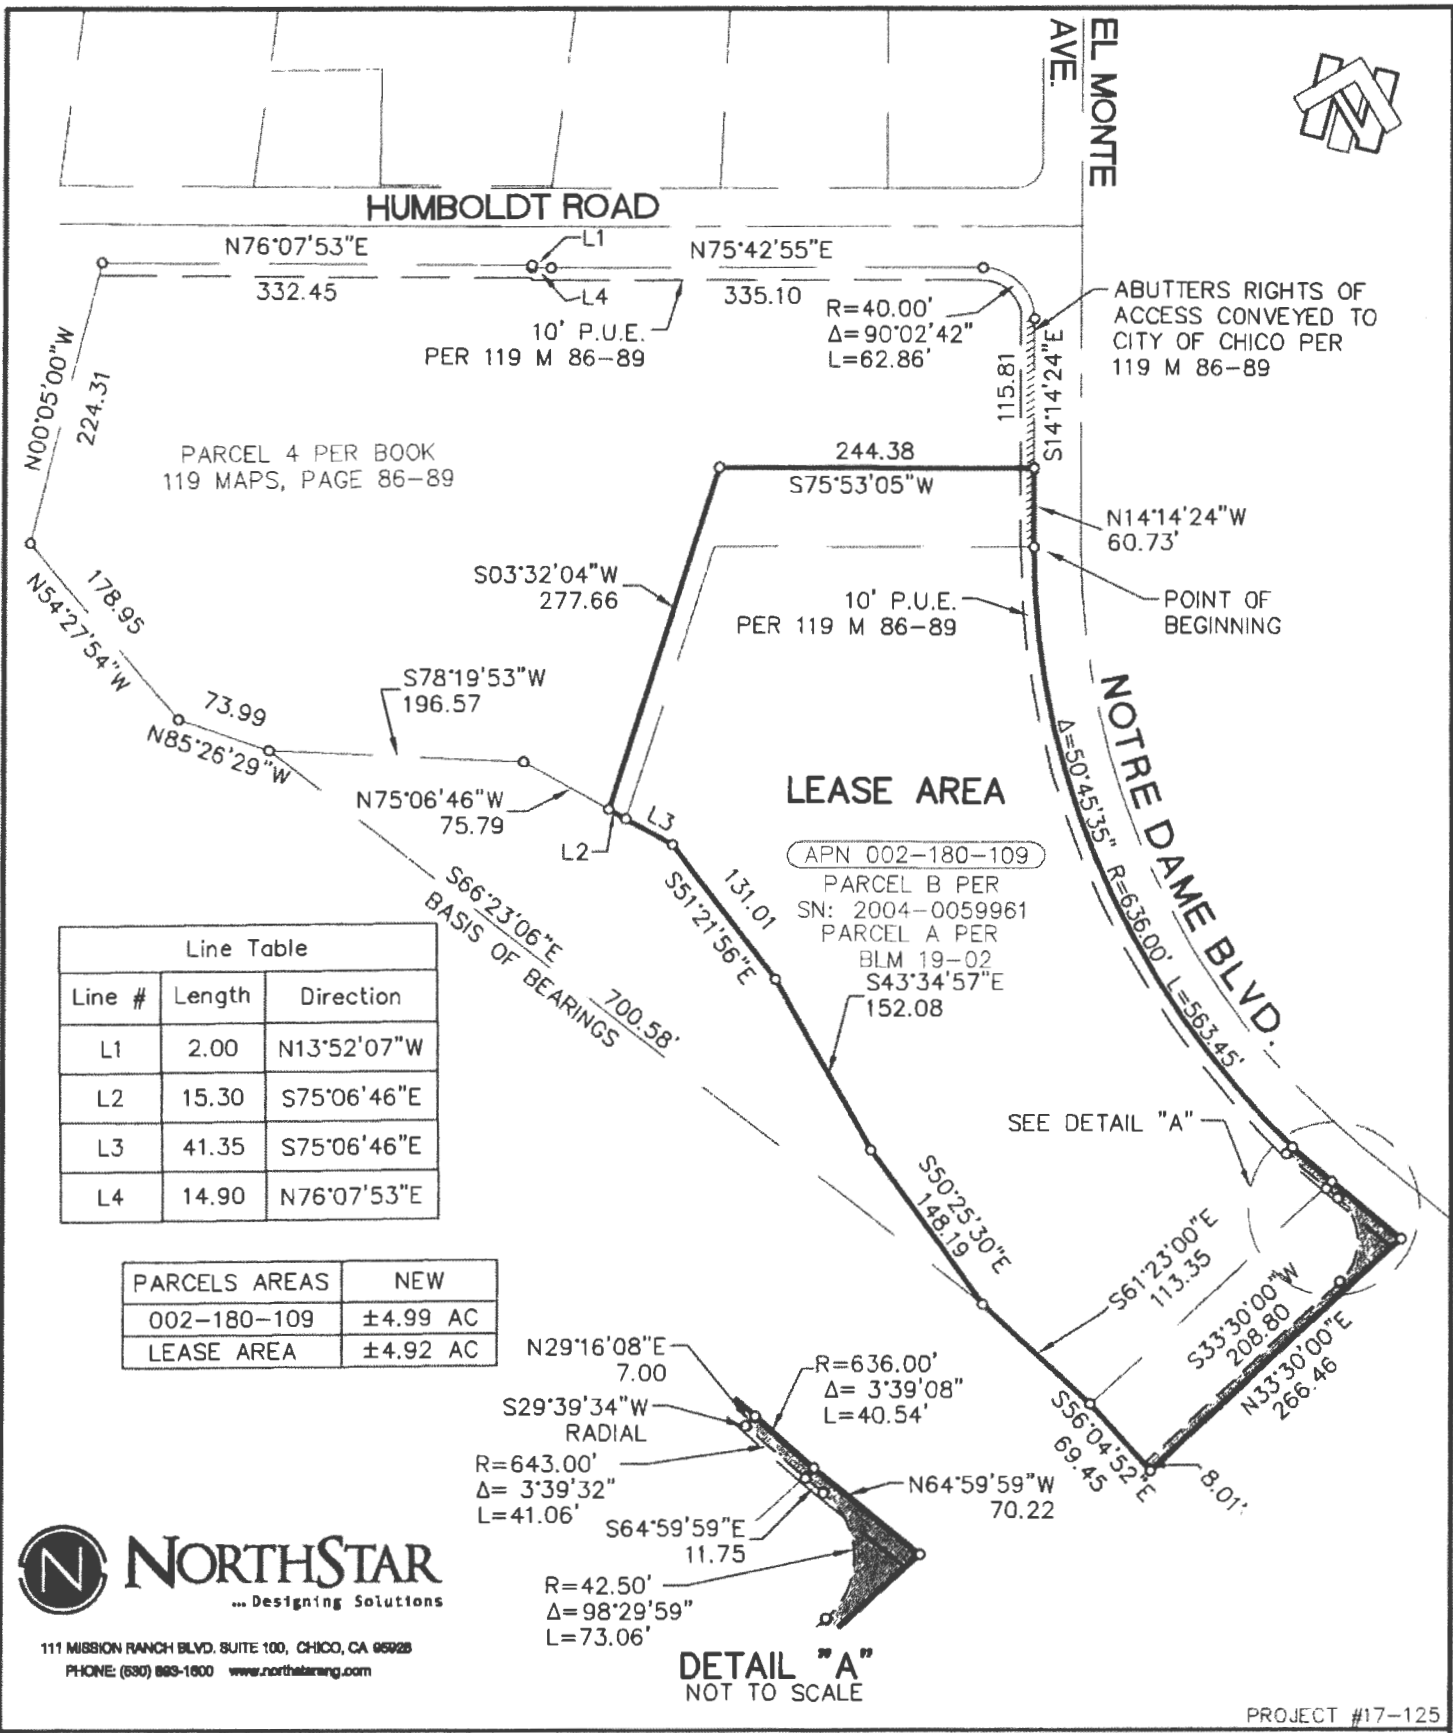 EL MONTE
AVE.
HUMBOLDT ROAD
N76°07'53"E
332.45
L1
L4
N75°42'55"E
335.10
10' P.U.E.
PER 119 M 86-89
R=40.00'
Δ=90°02'42"
L=62.86'
ABUTTERS RIGHTS OF
ACCESS CONVEYED TO
CITY OF CHICO PER
119 M 86-89
115.81
S14°14'24"E
N00°05'00"W
224.31
PARCEL 4 PER BOOK
119 MAPS, PAGE 86-89
244.38
S75°53'05"W
N14°14'24"W
60.73'
POINT OF
BEGINNING
S03°32'04"W
277.66
10' P.U.E.
PER 119 M 86-89
178.95
N54°27'54"W
73.99
N85°26'29"W
S78°19'53"W
196.57
N75°06'46"W
75.79
L2
L3
NOTRE DAME BLVD.
Δ=50°45'35" R=636.00' L=563.45'
LEASE AREA
APN 002-180-109
PARCEL B PER
SN: 2004-0059961
PARCEL A PER
BLM 19-02
131.01
S51°21'56"E
S43°34'57"E
152.08
S66°23'06"E
BASIS OF BEARINGS
700.58'
Line Table
Line # Length Direction
L1 2.00 N13°52'07"W
L2 15.30 S75°06'46"E
L3 41.35 S75°06'46"E
L4 14.90 N76°07'53"E
SEE DETAIL "A"
S50°25'30"E
148.19
S61°23'00"E
113.35
S33°30'00"W
208.80
N33°30'00"E
266.46
S56°04'52"E
69.45
8.01'
PARCELS AREAS NEW
002-180-109 ±4.99 AC
LEASE AREA ±4.92 AC
N29°16'08"E
7.00
S29°39'34"W
RADIAL
R=643.00'
Δ= 3°39'32"
L=41.06'
S64°59'59"E
11.75
R=42.50'
Δ=98°29'59"
L=73.06'
R=636.00'
Δ= 3°39'08"
L=40.54'
N64°59'59"W
70.22
DETAIL "A"
NOT TO SCALE
N NORTHSTAR
... Designing Solutions
111 MISSION RANCH BLVD. SUITE 100, CHICO, CA 95926
PHONE: (530) 893-1600 www.northstareng.com
PROJECT #17-125